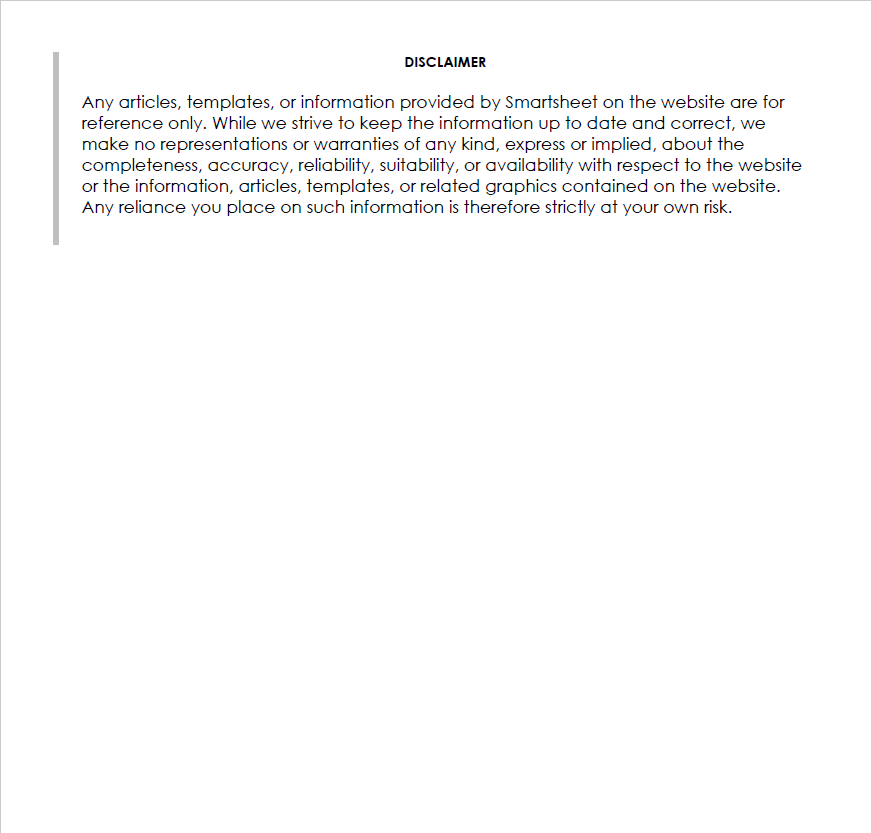 DISCLAIMER
Any articles, templates, or information provided by Smartsheet on the website are for
reference only. While we strive to keep the information up to date and correct, we
make no representations or warranties of any kind, express or implied, about the
completeness, accuracy, reliability, suitability, or availability with respect to the website
or the information, articles, templates, or related graphics contained on the website.
Any reliance you place on such information is therefore strictly at your own risk.